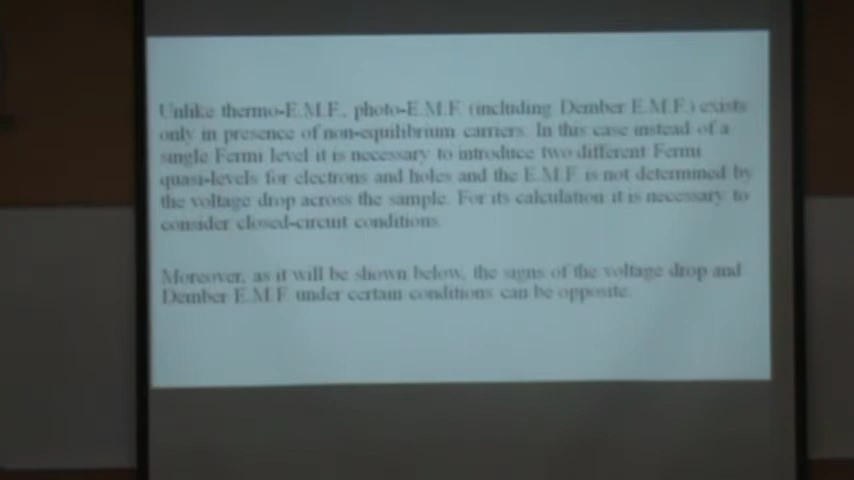 Unlike thermo-E.M.F., photo-E.M.F. (including Dember E.M.F.) exists
only in presence of non-equilibrium carriers. In this case instead of a
single Fermi level it is necessary to introduce two different Fermi
quasi-levels for electrons and holes and the E.M.F. is not determined by
the voltage drop across the sample. For its calculation it is necessary to
consider closed-circuit conditions.
Moreover, as it will be shown below, the signs of the voltage drop and
Dember E.M.F. under certain conditions can be opposite.